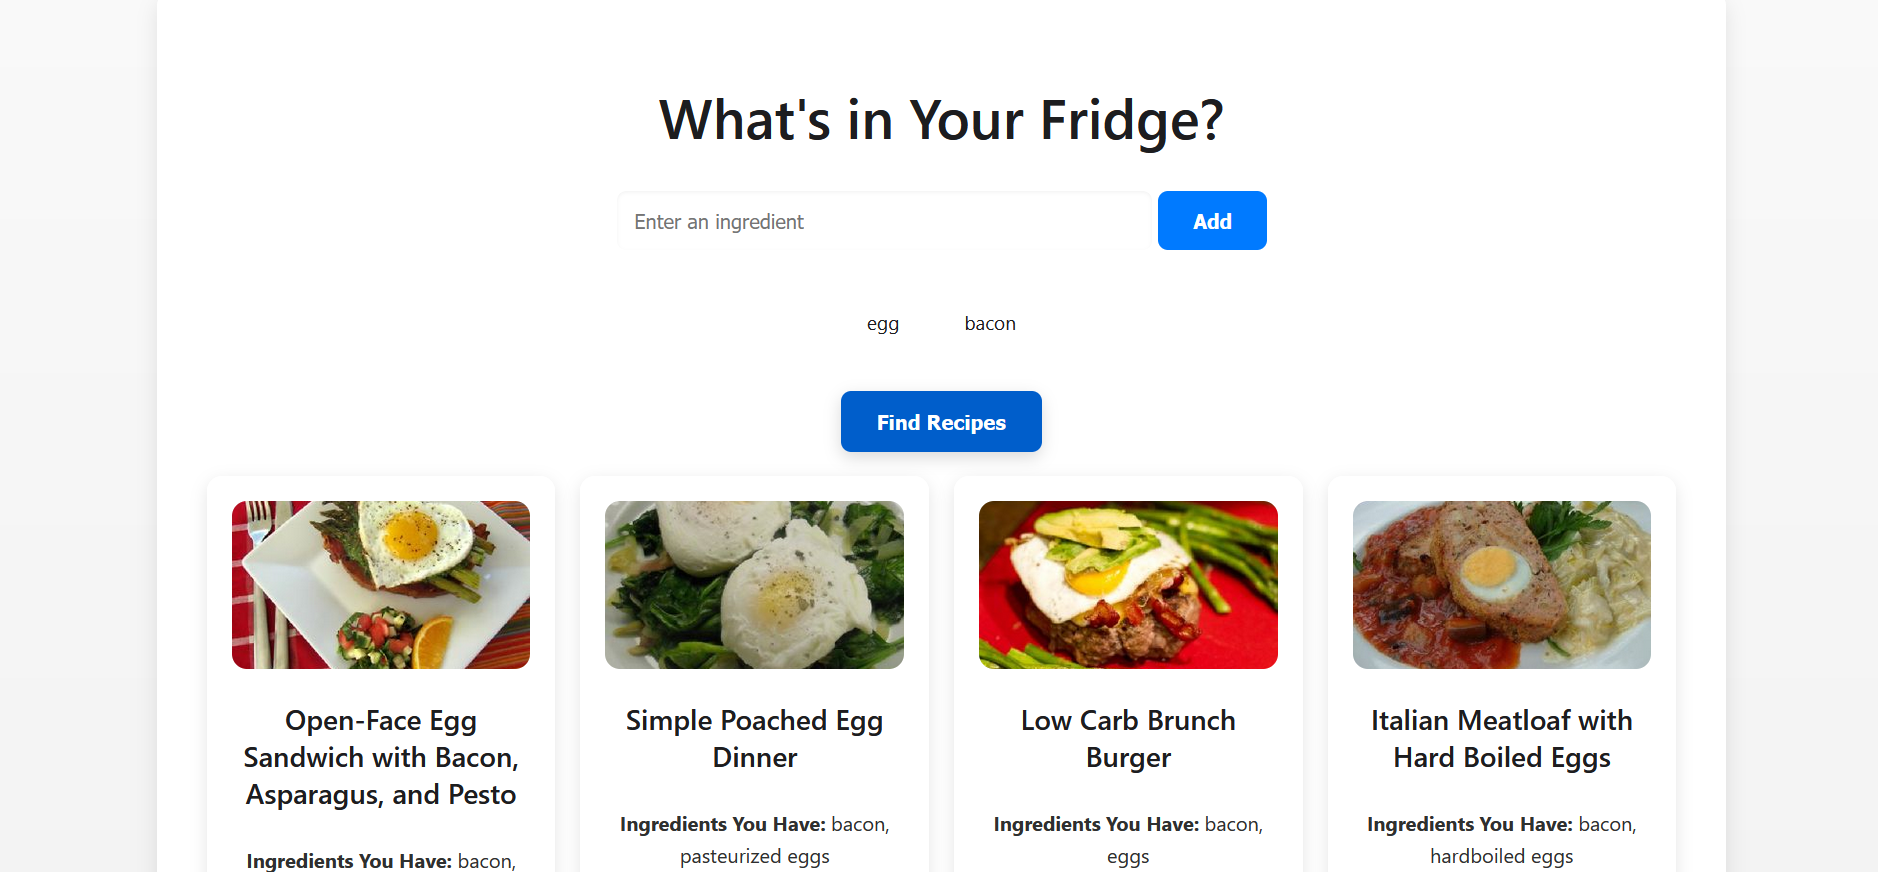 What's in Your Fridge?
Enter an ingredient
Add
egg
bacon
Find Recipes
Open-Face Egg
Sandwich with Bacon,
Asparagus, and Pesto
Ingredients You Have: bacon,
Simple Poached Egg
Dinner
Ingredients You Have: bacon,
pasteurized eggs
Low Carb Brunch
Burger
Ingredients You Have: bacon,
eggs
Italian Meatloaf with
Hard Boiled Eggs
Ingredients You Have: bacon,
hardboiled eggs